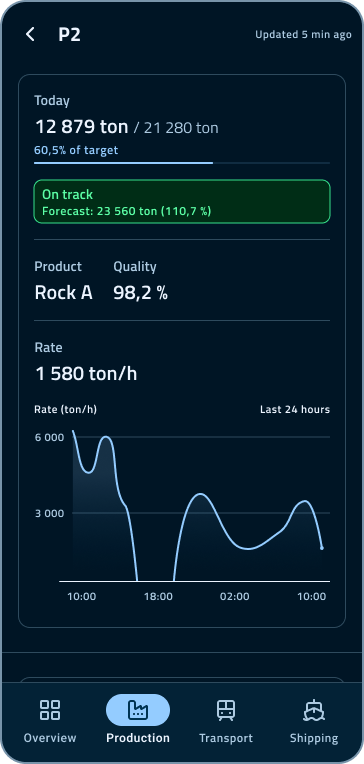 P2
Updated 5 min ago
Today
12 879 ton / 21 280 ton
60,5% of target
On track
Forecast: 23 560 ton (110,7 %)
Product Quality
Rock A 98,2 %
Rate
1 580 ton/h
Rate (ton/h) Last 24 hours
6 000
3 000
10:00 18:00 02:00 10:00
Overview Production Transport Shipping